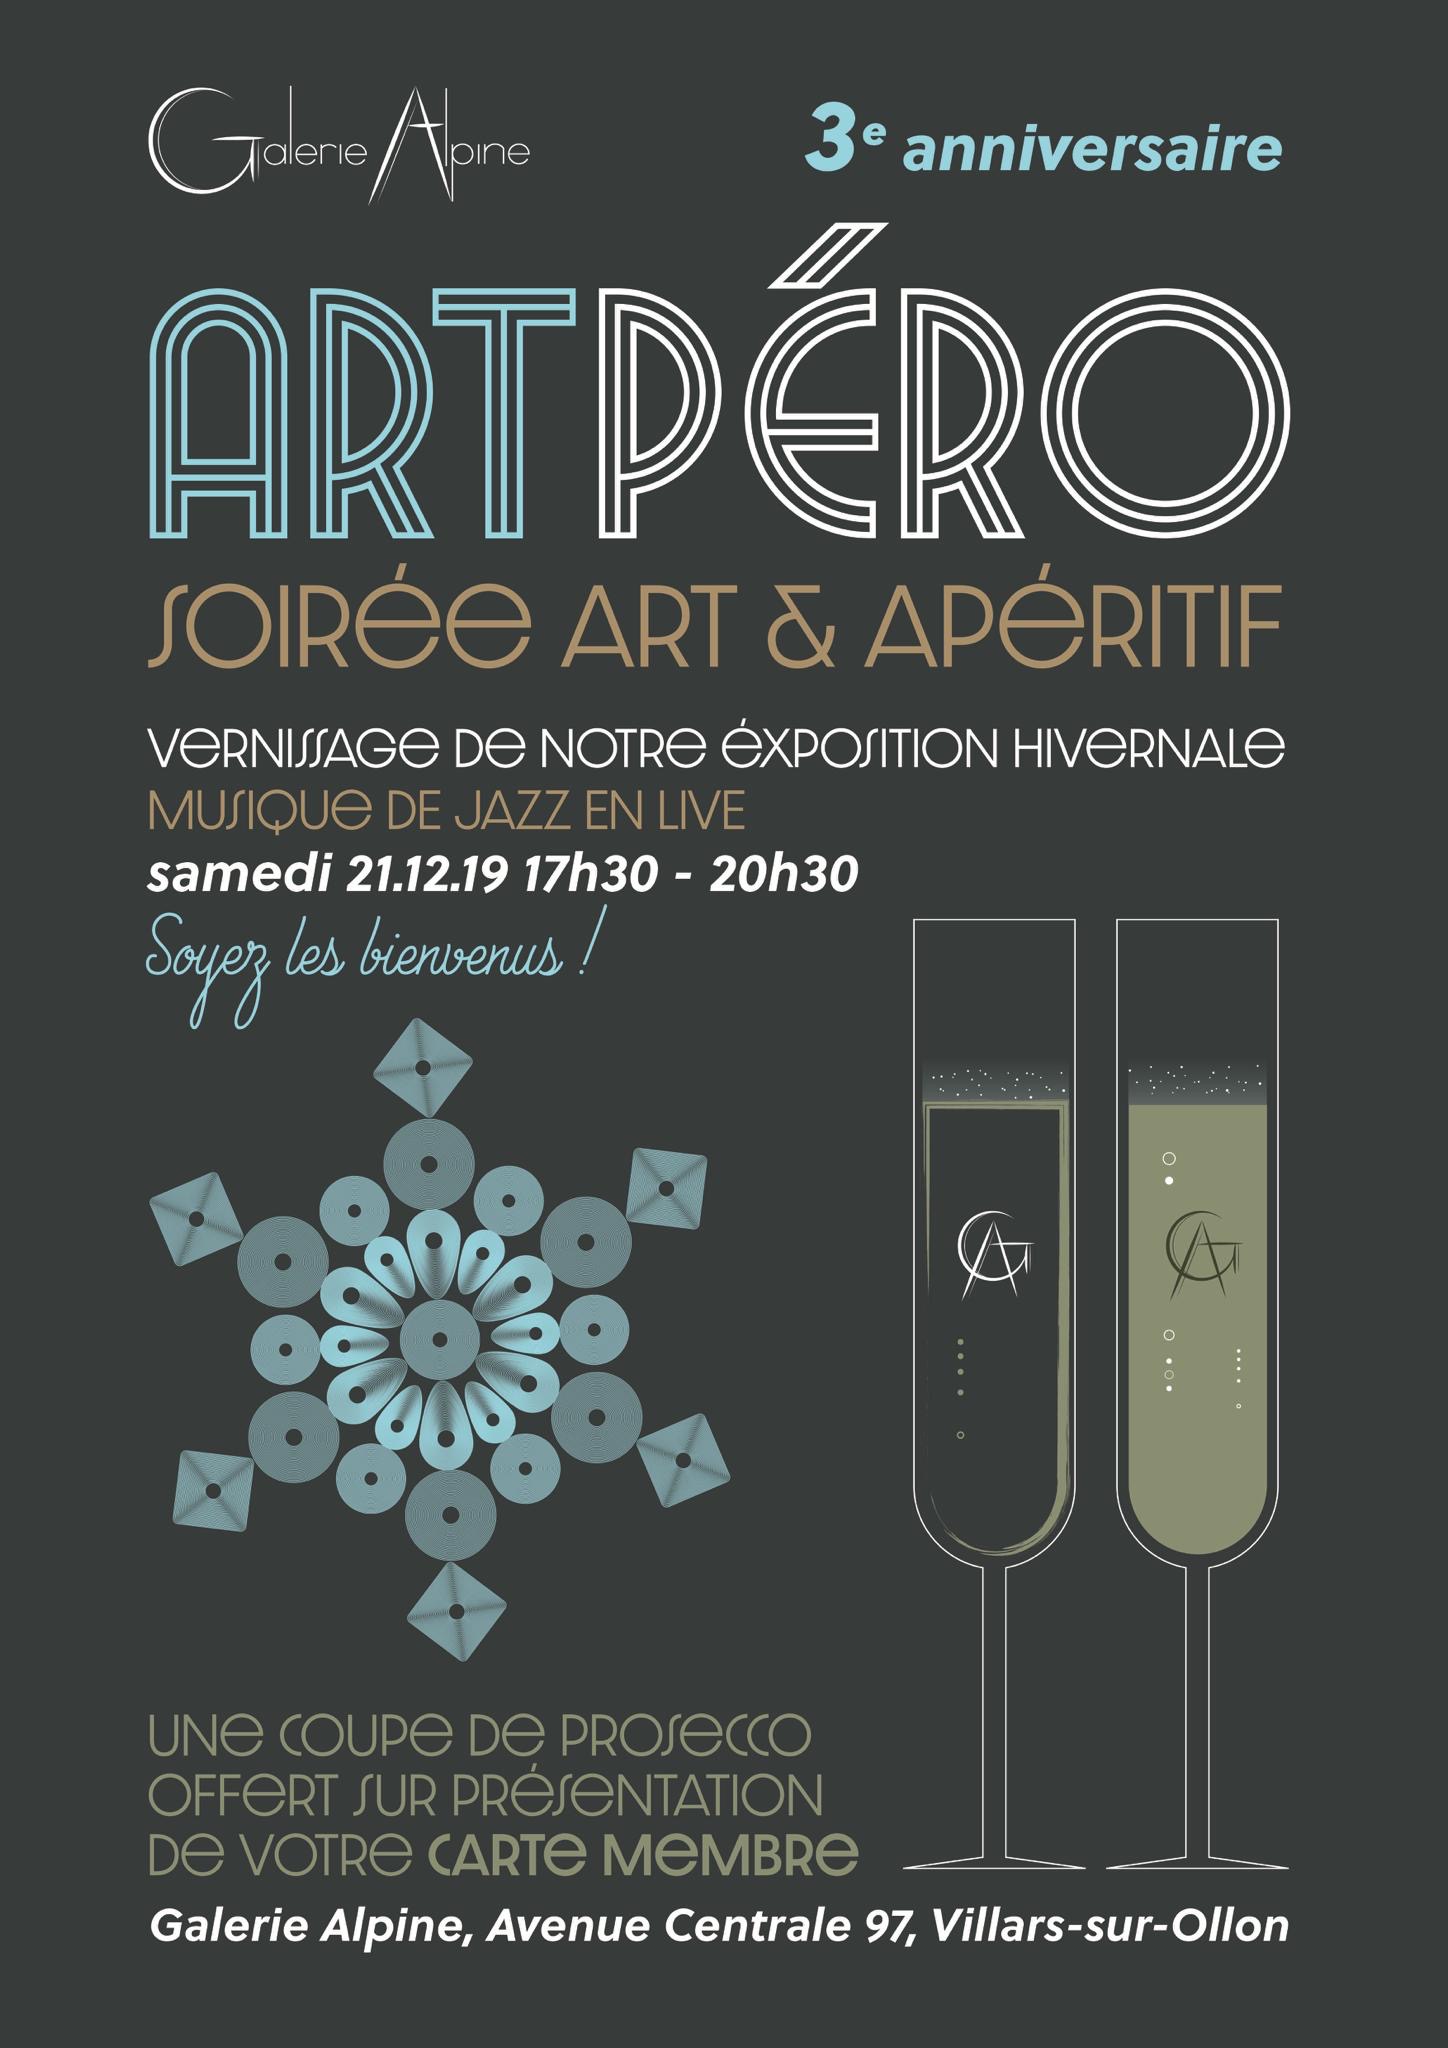 Galerie Alpine
3e anniversaire
ARTPÉRO
SOIRÉE ART & APÉRITIF
VERNISSAGE DE NOTRE ÉXPOSITION HIVERNALE
MUSIQUE DE JAZZ EN LIVE
samedi 21.12.19 17h30 - 20h30
Soyez les bienvenus !
GA
GA
UNE COUPE DE PROSECCO
OFFERT SUR PRÉSENTATION
DE VOTRE CARTE MEMBRE
Galerie Alpine, Avenue Centrale 97, Villars-sur-Ollon